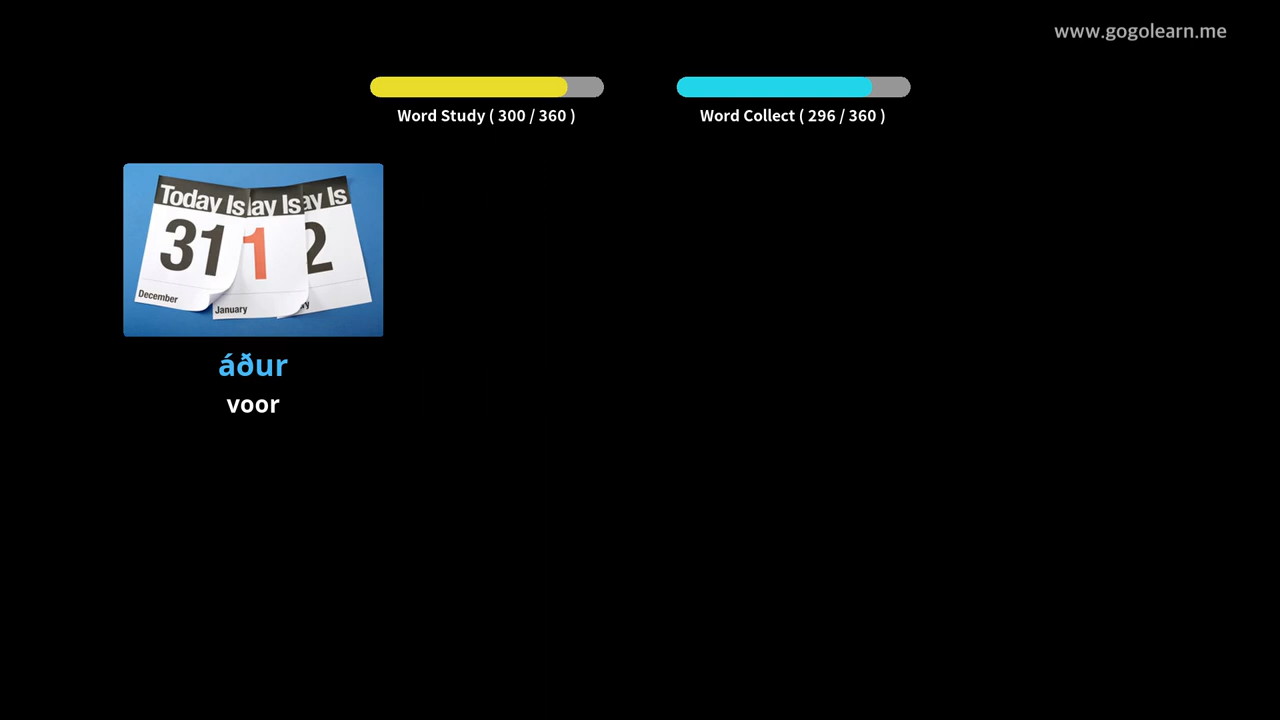 www.gogolearn.me
Word Study ( 300 / 360 )
Word Collect ( 296 / 360 )
Today Is ay Is ay Is
31 1 2
December
January
ry
áður
voor